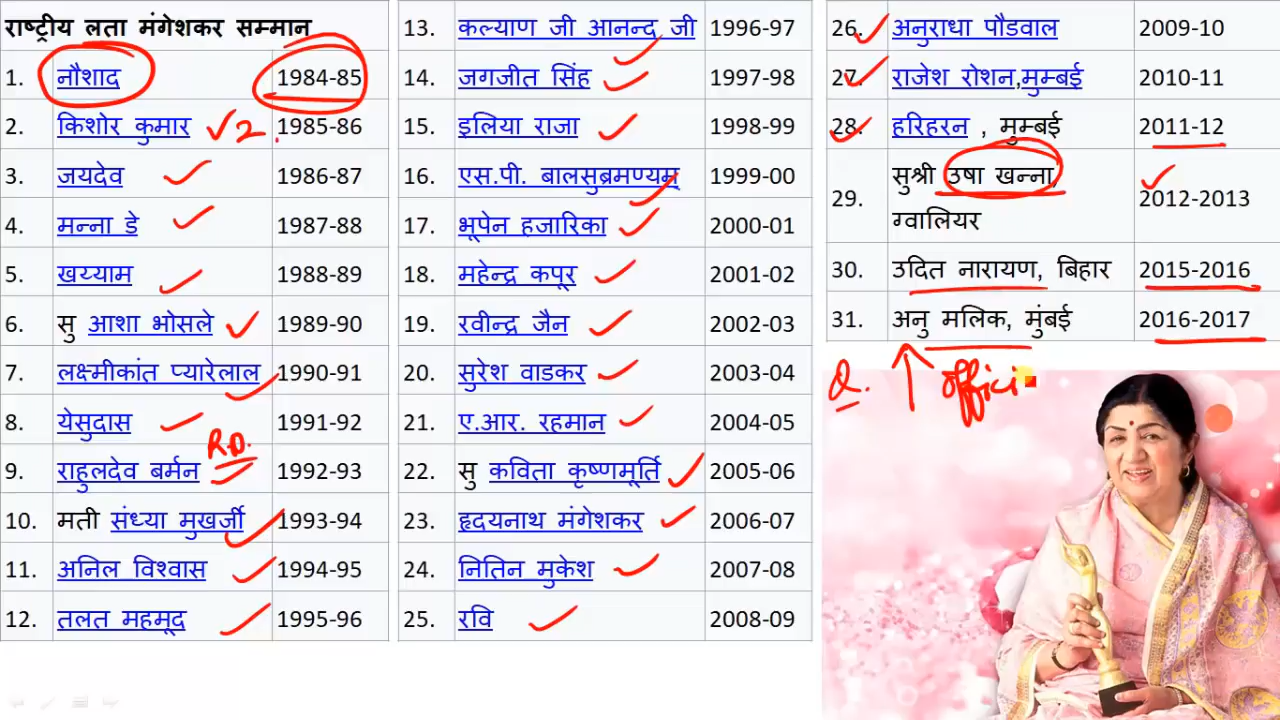 राष्ट्रीय लता मंगेशकर सम्मान
1. नौशाद 1984-85
2. किशोर कुमार 2. 1985-86
3. जयदेव 1986-87
4. मन्ना डे 1987-88
5. खय्याम 1988-89
6. सु आशा भोसले 1989-90
7. लक्ष्मीकांत प्यारेलाल 1990-91
8. येसुदास 1991-92
R.D.
9. राहुलदेव बर्मन 1992-93
10. मती संध्या मुखर्जी 1993-94
11. अनिल विश्वास 1994-95
12. तलत महमूद 1995-96
13. कल्याण जी आनन्द जी 1996-97
14. जगजीत सिंह 1997-98
15. इलिया राजा 1998-99
16. एस.पी. बालसुब्रमण्यम् 1999-00
17. भूपेन हजारिका 2000-01
18. महेन्द्र कपूर 2001-02
19. रवीन्द्र जैन 2002-03
20. सुरेश वाडकर 2003-04
21. ए.आर. रहमान 2004-05
22. सु कविता कृष्णमूर्ति 2005-06
23. हृदयनाथ मंगेशकर 2006-07
24. नितिन मुकेश 2007-08
25. रवि 2008-09
26. अनुराधा पौडवाल 2009-10
27. राजेश रोशन,मुम्बई 2010-11
28. हरिहरन , मुम्बई 2011-12
29. सुश्री उषा खन्ना, 2012-2013
ग्वालियर
30. उदित नारायण, बिहार 2015-2016
31. अनु मलिक, मुंबई 2016-2017
Q. offici